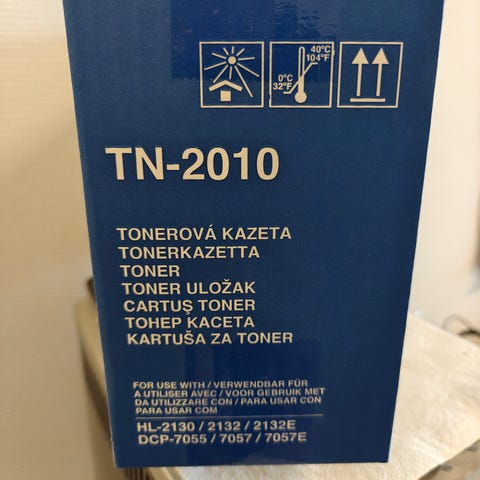 40°C
104°F
0°C
32°F
TN-2010
TONEROVÁ KAZETA
TONERKAZETTA
TONER
TONER ULOŽAK
CARTUŞ TONER
ТОНЕР КАСЕТА
KARTUŠA ZA TONER
FOR USE WITH / VERWENDBAR FÜR
A UTILISER AVEC / VOOR GEBRUIK MET
DA UTILIZZARE CON / PARA USAR CON
PARA USAR COM
HL-2130 / 2132 / 2132E
DCP-7055 / 7057 / 7057E